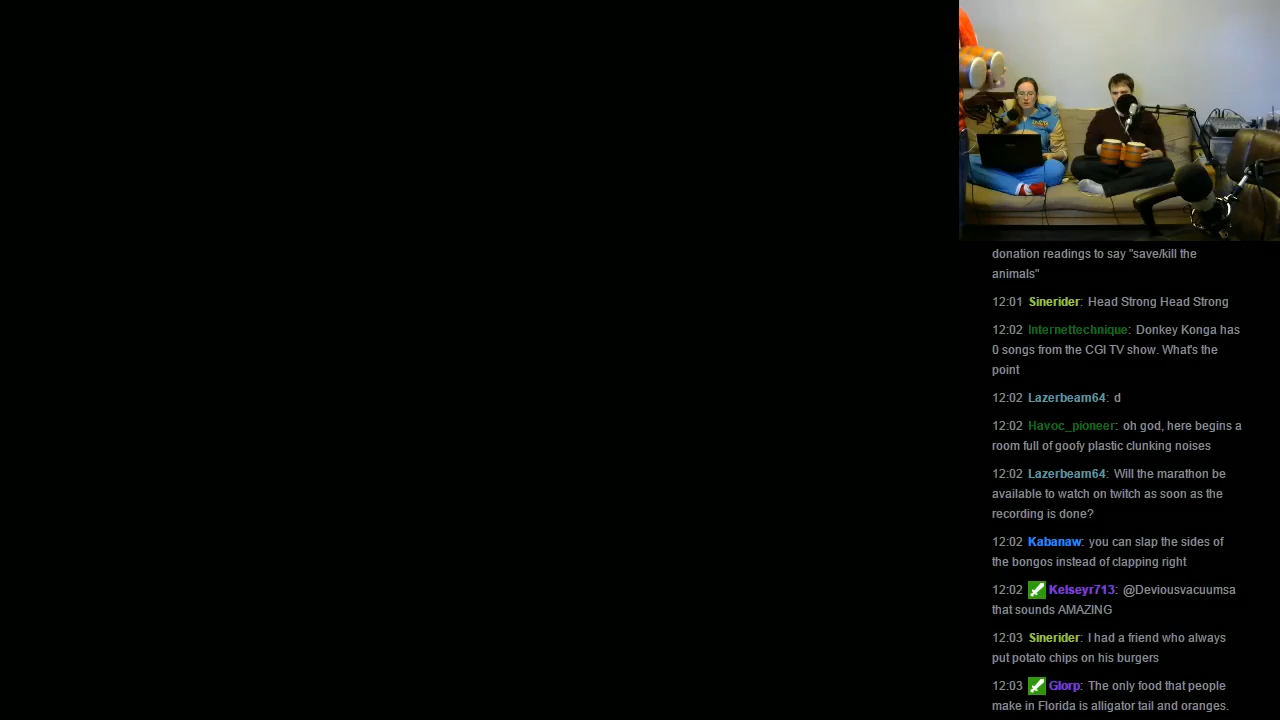 donation readings to say "save/kill the
animals"
12:01 Sinerider: Head Strong Head Strong
12:02 Internettechnique: Donkey Konga has
0 songs from the CGI TV show. What's the
point
12:02 Lazerbeam64: d
12:02 Havoc_pioneer: oh god, here begins a
room full of goofy plastic clunking noises
12:02 Lazerbeam64: Will the marathon be
available to watch on twitch as soon as the
recording is done?
12:02 Kabanaw: you can slap the sides of
the bongos instead of clapping right
12:02 Kelseyr713: @Deviousvacuumsa
that sounds AMAZING
12:03 Sinerider: I had a friend who always
put potato chips on his burgers
12:03 Glorp: The only food that people
make in Florida is alligator tail and oranges.